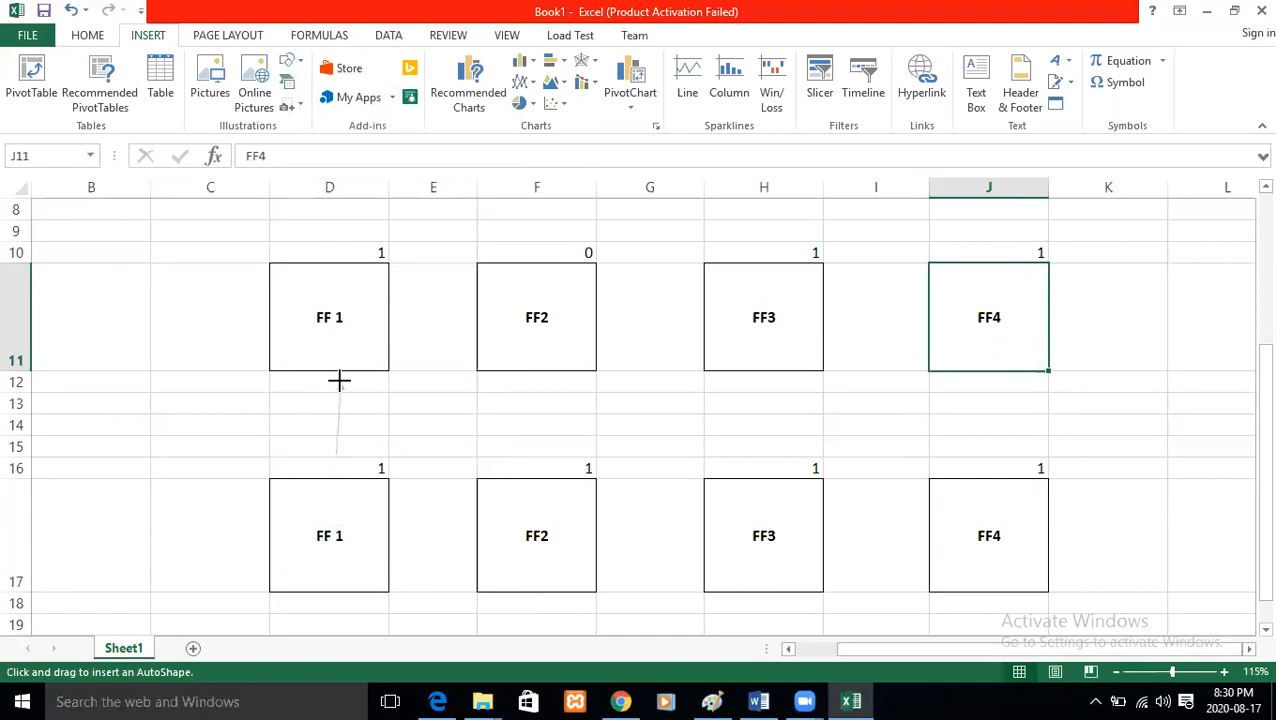 Book1 - Excel (Product Activation Failed)
?
FILE HOME INSERT PAGE LAYOUT FORMULAS DATA REVIEW VIEW Load Test Team Sign in
PivotTable Recommended PivotTables Table Pictures Online Pictures Store My Apps Recommended Charts PivotChart Line Column Win/Loss Slicer Timeline Hyperlink Text Box Header & Footer Equation Symbol
Tables Illustrations Add-ins Charts Sparklines Filters Links Text Symbols
J11 fx FF4
B C D E F G H I J K L
8
9
10 1 0 1 1
FF 1 FF2 FF3 FF4
11
12
13
14
15
16 1 1 1 1
FF 1 FF2 FF3 FF4
17
18
19
Activate Windows
Go to Settings to activate Windows.
Sheet1
Click and drag to insert an AutoShape. 115%
Search the web and Windows
8:30 PM
2020-08-17